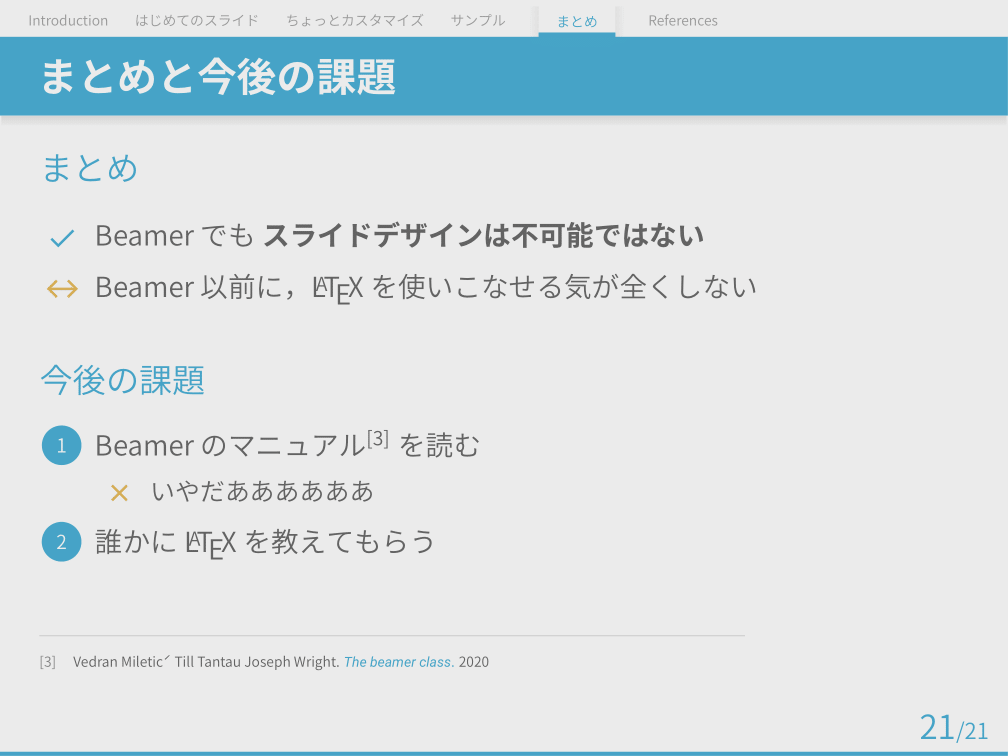 Introduction はじめてのスライド ちょっとカスタマイズ サンプル まとめ References
まとめと今後の課題
まとめ
✓ Beamer でも スライドデザインは不可能ではない
↔ Beamer 以前に，LATEX を使いこなせる気が全くしない
今後の課題
1 Beamer のマニュアル[3] を読む
× いやだああああああ
2 誰かに LATEX を教えてもらう
[3] Vedran Miletic´ Till Tantau Joseph Wright. The beamer class. 2020
21/21